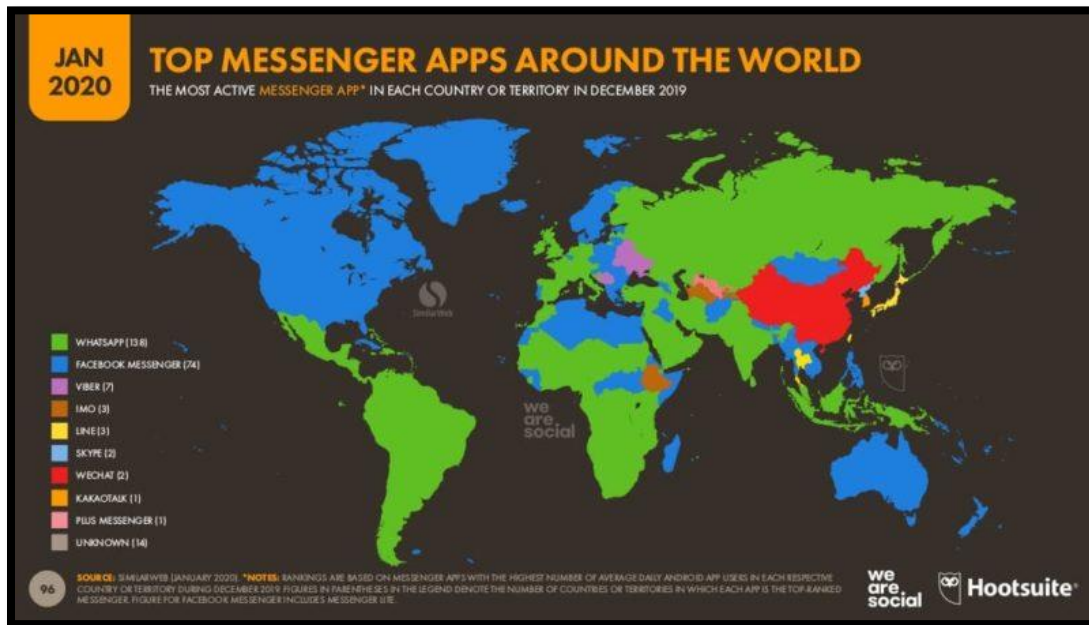 JAN
2020
TOP MESSENGER APPS AROUND THE WORLD
THE MOST ACTIVE MESSENGER APP* IN EACH COUNTRY OR TERRITORY IN DECEMBER 2019
SimilarWeb
we
are
social
WHATSAPP (138)
FACEBOOK MESSENGER (74)
VIBER (7)
IMO (3)
LINE (3)
SKYPE (2)
WECHAT (2)
KAKAOTALK (1)
PLUS MESSENGER (1)
UNKNOWN (14)
96
SOURCE: SIMILARWEB (JANUARY 2020). *NOTES: RANKINGS ARE BASED ON MESSENGER APPS WITH THE HIGHEST NUMBER OF AVERAGE DAILY ANDROID APP USERS IN EACH RESPECTIVE
COUNTRY OR TERRITORY DURING DECEMBER 2019. FIGURES IN PARENTHESES IN THE LEGEND DENOTE THE NUMBER OF COUNTRIES OR TERRITORIES IN WHICH EACH APP IS THE TOP-RANKED
MESSENGER. FIGURE FOR FACEBOOK MESSENGER INCLUDES MESSENGER LITE.
we
are
social
Hootsuite